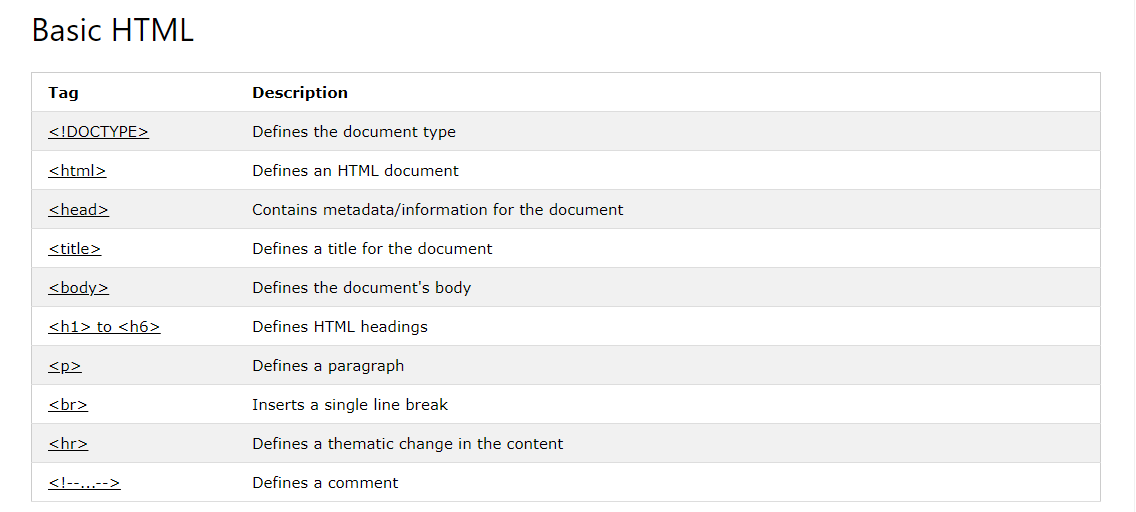 Basic HTML
Tag Description
<!DOCTYPE> Defines the document type
<html> Defines an HTML document
<head> Contains metadata/information for the document
<title> Defines a title for the document
<body> Defines the document's body
<h1> to <h6> Defines HTML headings
<p> Defines a paragraph
<br> Inserts a single line break
<hr> Defines a thematic change in the content
<!--...--> Defines a comment